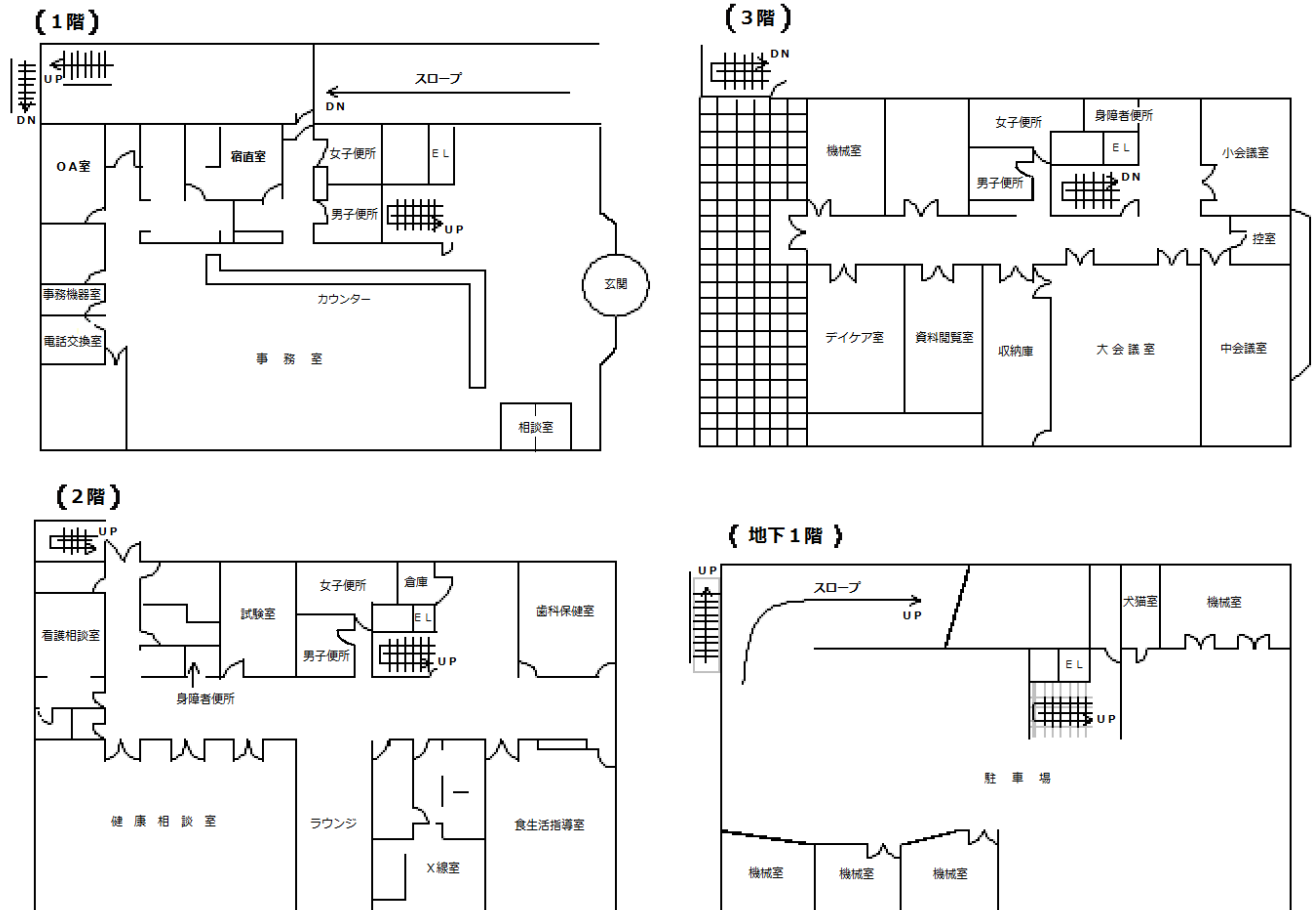 (1階)
UP
DN
スロープ
DN
OA室
宿直室
女子便所
EL
男子便所
UP
事務機器室
カウンター
玄関
電話交換室
事務室
相談室
(3階)
DN
機械室
女子便所
身障者便所
EL
小会議室
男子便所
DN
控室
デイケア室
資料閲覧室
収納庫
大会議室
中会議室
(2階)
UP
女子便所
倉庫
看護相談室
試験室
EL
歯科保健室
男子便所
UP
身障者便所
健康相談室
ラウンジ
食生活指導室
X線室
(地下1階)
UP
スロープ
UP
犬猫室
機械室
EL
UP
駐車場
機械室
機械室
機械室